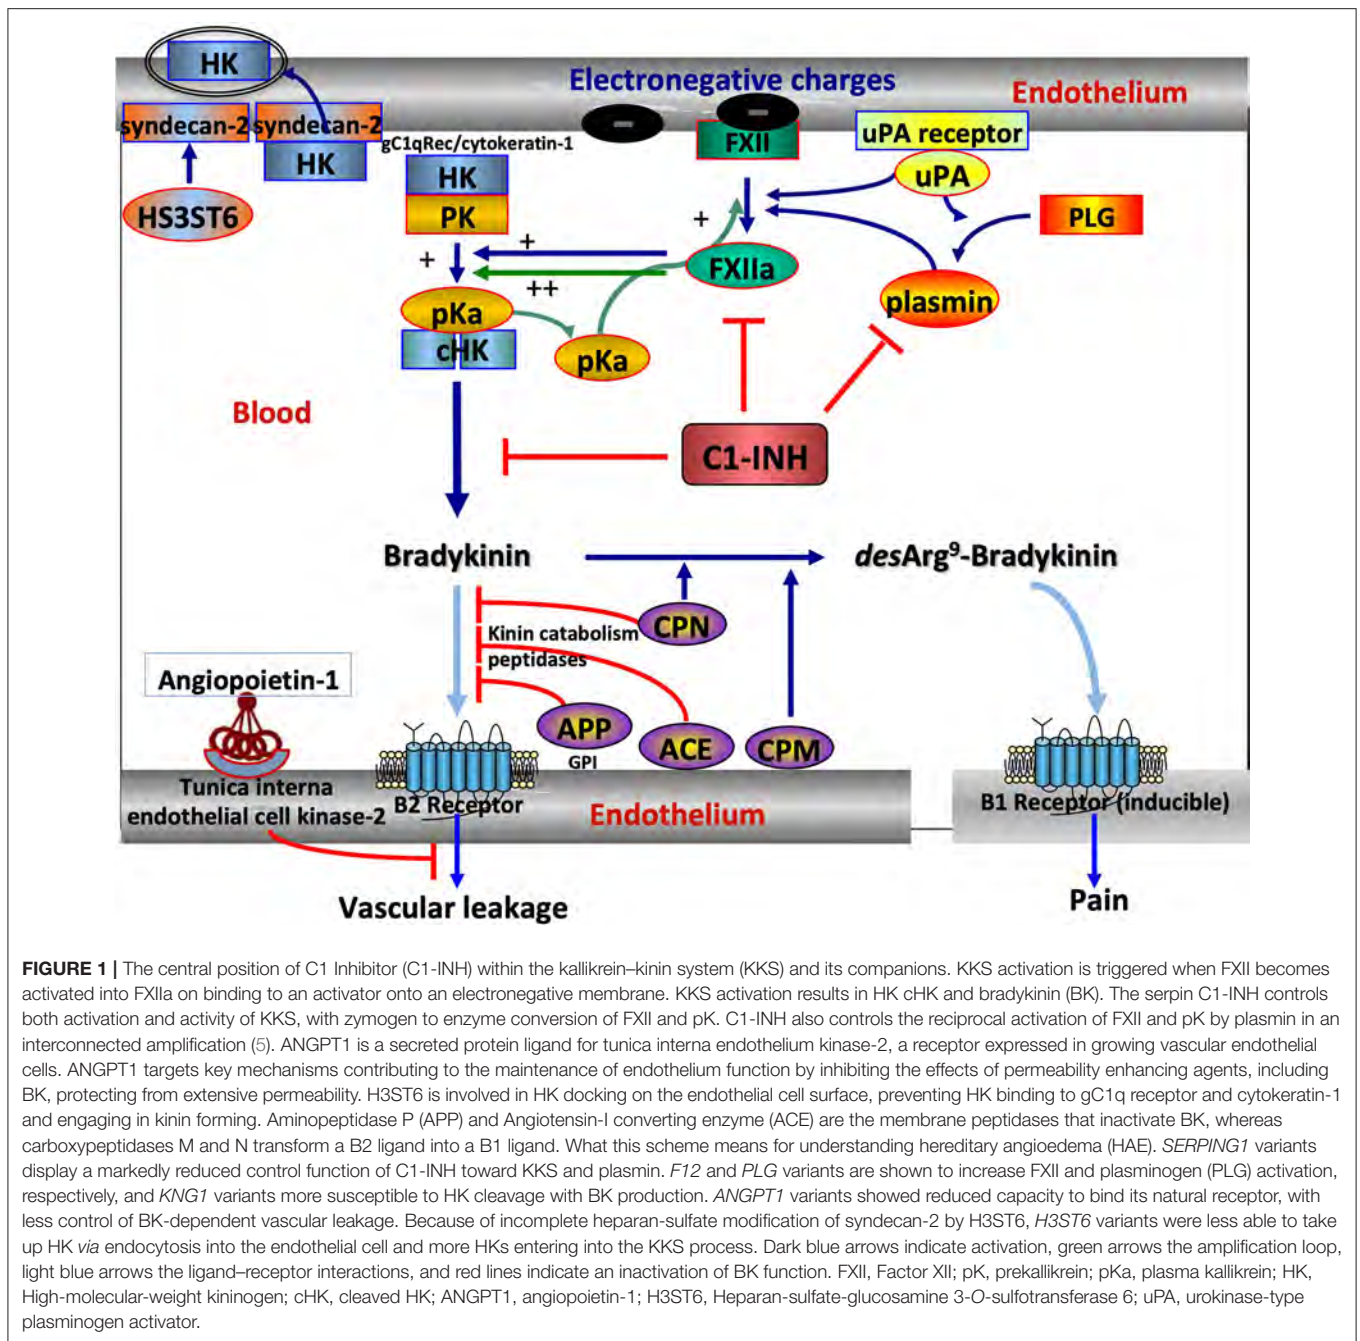 HK
Electronegative charges
Endothelium
syndecan-2
syndecan-2
HK
gC1qRec/cytokeratin-1
FXII
uPA receptor
HK
uPA
HS3ST6
PK
PLG
+
+
+
FXIIa
++
plasmin
pKa
cHK
pKa
Blood
C1-INH
Bradykinin
desArg⁹-Bradykinin
CPN
Kinin catabolism
peptidases
Angiopoietin-1
APP
ACE
CPM
GPI
Tunica interna
endothelial cell kinase-2
B2 Receptor
Endothelium
B1 Receptor (inducible)
Vascular leakage
Pain
FIGURE 1 | The central position of C1 Inhibitor (C1-INH) within the kallikrein–kinin system (KKS) and its companions. KKS activation is triggered when FXII becomes
activated into FXIIa on binding to an activator onto an electronegative membrane. KKS activation results in HK cHK and bradykinin (BK). The serpin C1-INH controls
both activation and activity of KKS, with zymogen to enzyme conversion of FXII and pK. C1-INH also controls the reciprocal activation of FXII and pK by plasmin in an
interconnected amplification (5). ANGPT1 is a secreted protein ligand for tunica interna endothelium kinase-2, a receptor expressed in growing vascular endothelial
cells. ANGPT1 targets key mechanisms contributing to the maintenance of endothelium function by inhibiting the effects of permeability enhancing agents, including
BK, protecting from extensive permeability. H3ST6 is involved in HK docking on the endothelial cell surface, preventing HK binding to gC1q receptor and cytokeratin-1
and engaging in kinin forming. Aminopeptidase P (APP) and Angiotensin-I converting enzyme (ACE) are the membrane peptidases that inactivate BK, whereas
carboxypeptidases M and N transform a B2 ligand into a B1 ligand. What this scheme means for understanding hereditary angioedema (HAE). SERPING1 variants
display a markedly reduced control function of C1-INH toward KKS and plasmin. F12 and PLG variants are shown to increase FXII and plasminogen (PLG) activation,
respectively, and KNG1 variants more susceptible to HK cleavage with BK production. ANGPT1 variants showed reduced capacity to bind its natural receptor, with
less control of BK-dependent vascular leakage. Because of incomplete heparan-sulfate modification of syndecan-2 by H3ST6, H3ST6 variants were less able to take
up HK via endocytosis into the endothelial cell and more HKs entering into the KKS process. Dark blue arrows indicate activation, green arrows the amplification loop,
light blue arrows the ligand–receptor interactions, and red lines indicate an inactivation of BK function. FXII, Factor XII; pK, prekallikrein; pKa, plasma kallikrein; HK,
High-molecular-weight kininogen; cHK, cleaved HK; ANGPT1, angiopoietin-1; H3ST6, Heparan-sulfate-glucosamine 3-O-sulfotransferase 6; uPA, urokinase-type
plasminogen activator.